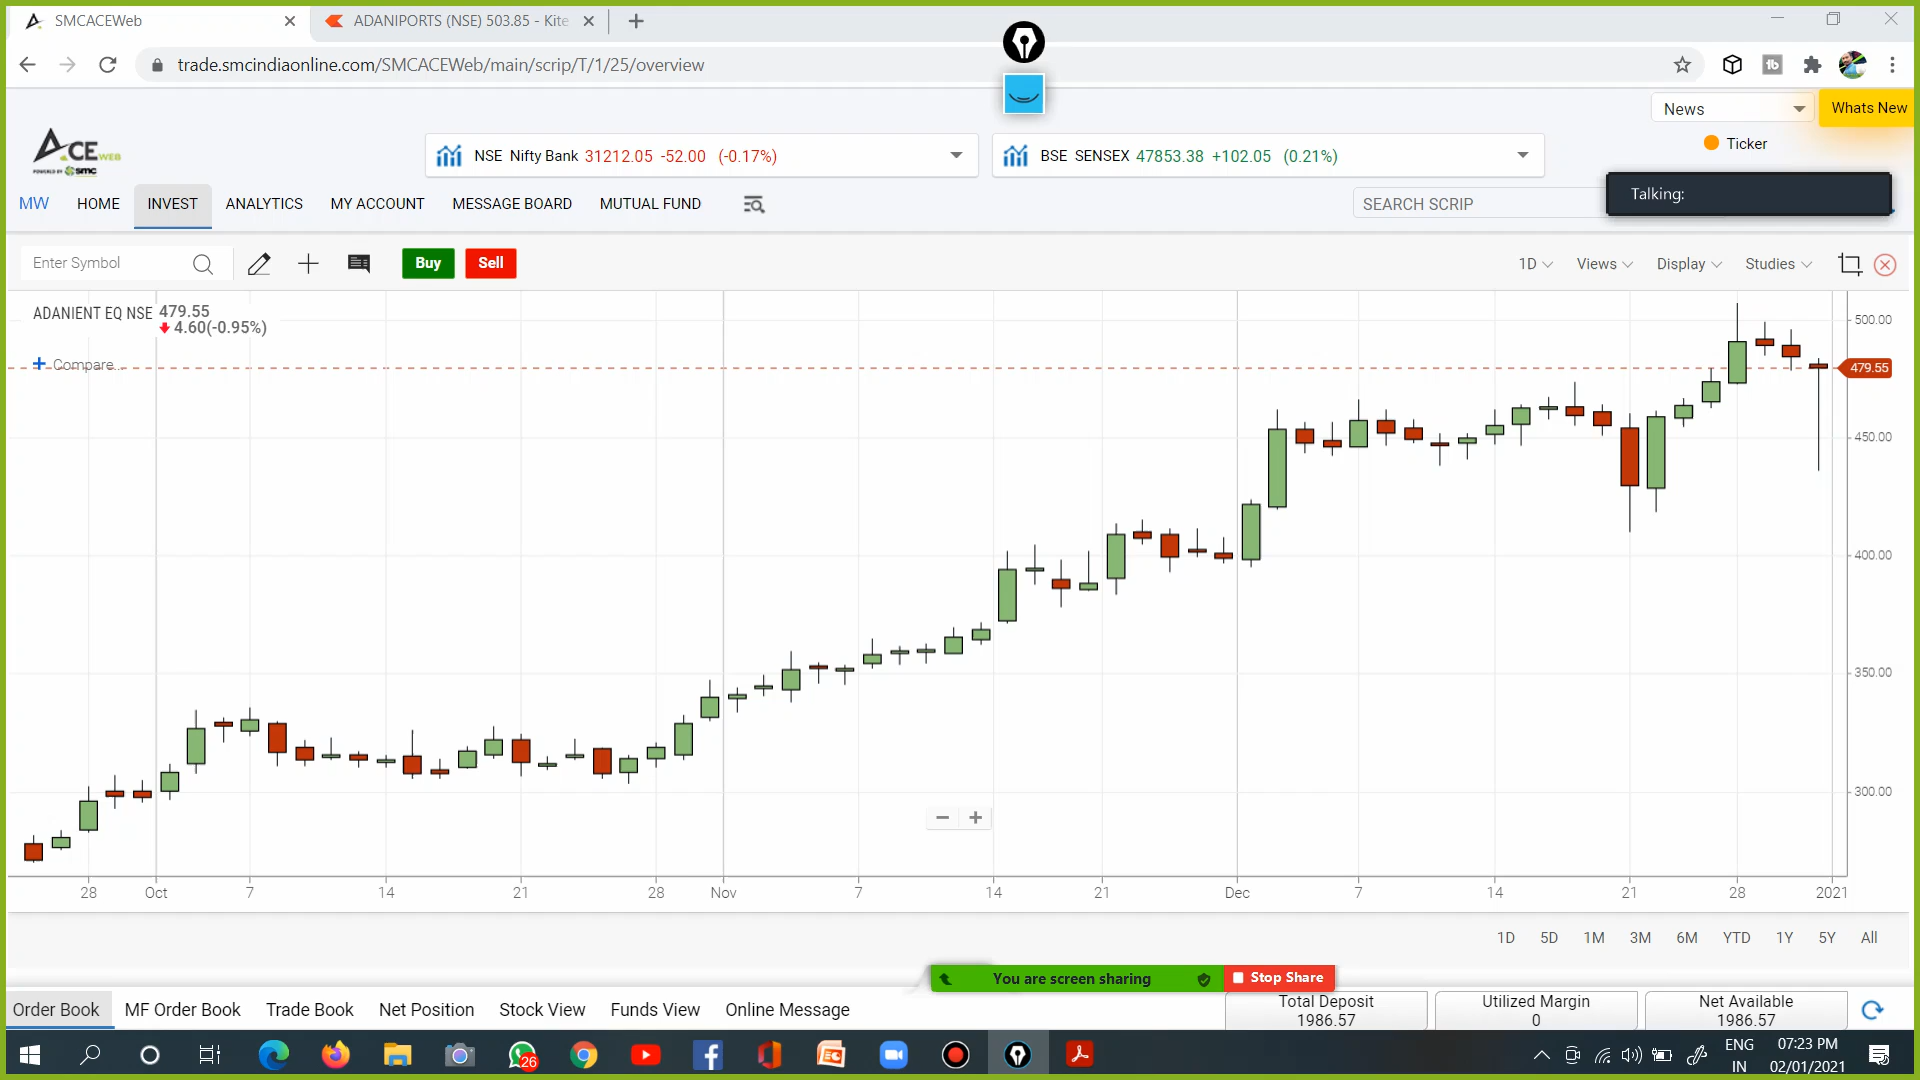 SMCACEWeb
ADANIPORTS (NSE) 503.85 - Kite
trade.smcindiaonline.com/SMCACEWeb/main/scrip/T/1/25/overview
News
Whats New
A.CE WEB
POWERED BY smc
NSE Nifty Bank 31212.05 -52.00 (-0.17%)
BSE SENSEX 47853.38 +102.05 (0.21%)
Ticker
Talking:
MW HOME INVEST ANALYTICS MY ACCOUNT MESSAGE BOARD MUTUAL FUND
SEARCH SCRIP
Enter Symbol
Buy
Sell
1D Views Display Studies
ADANIENT EQ NSE 479.55
4.60(-0.95%)
Compare...
500.00
479.55
450.00
400.00
350.00
300.00
28 Oct 7 14 21 28 Nov 7 14 21 Dec 7 14 21 28 2021
1D 5D 1M 3M 6M YTD 1Y 5Y All
You are screen sharing
Stop Share
Order Book MF Order Book Trade Book Net Position Stock View Funds View Online Message
Total Deposit
1986.57
Utilized Margin
0
Net Available
1986.57
26
ENG
IN
07:23 PM
02/01/2021